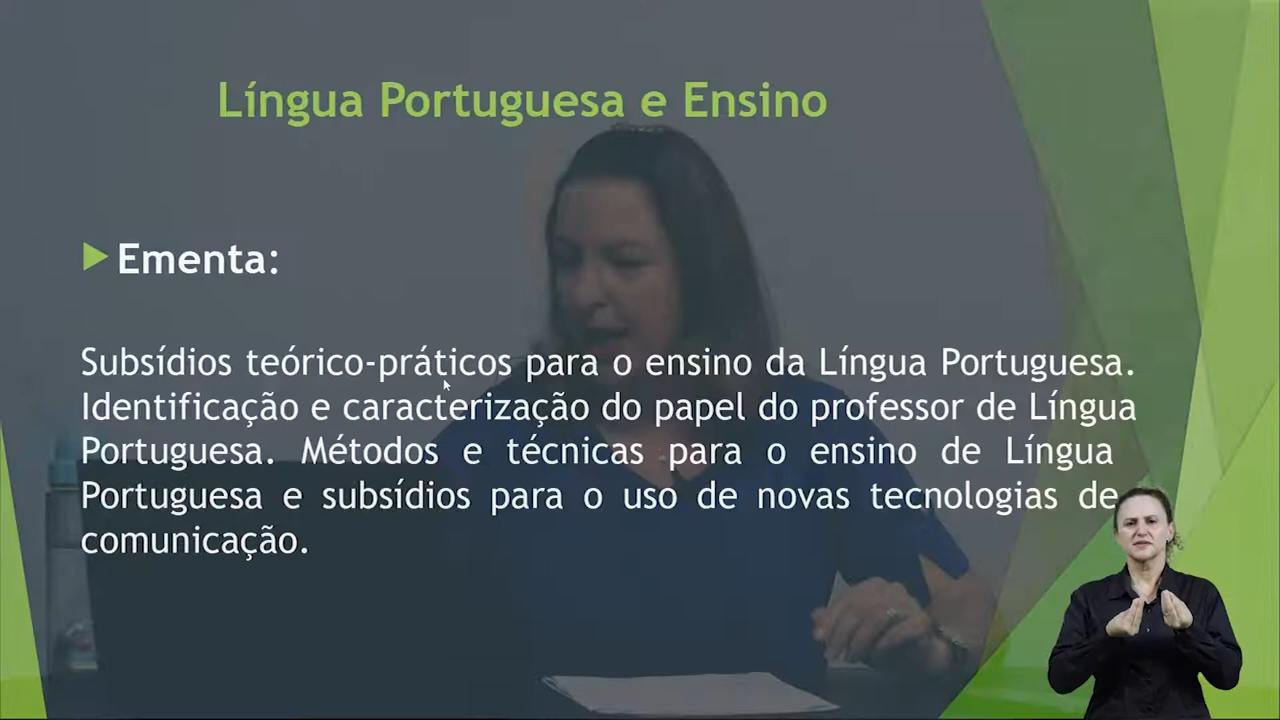 Língua Portuguesa e Ensino
Ementa:
Subsídios teórico-práticos para o ensino da Língua Portuguesa.
Identificação e caracterização do papel do professor de Língua
Portuguesa. Métodos e técnicas para o ensino de Língua
Portuguesa e subsídios para o uso de novas tecnologias de
comunicação.